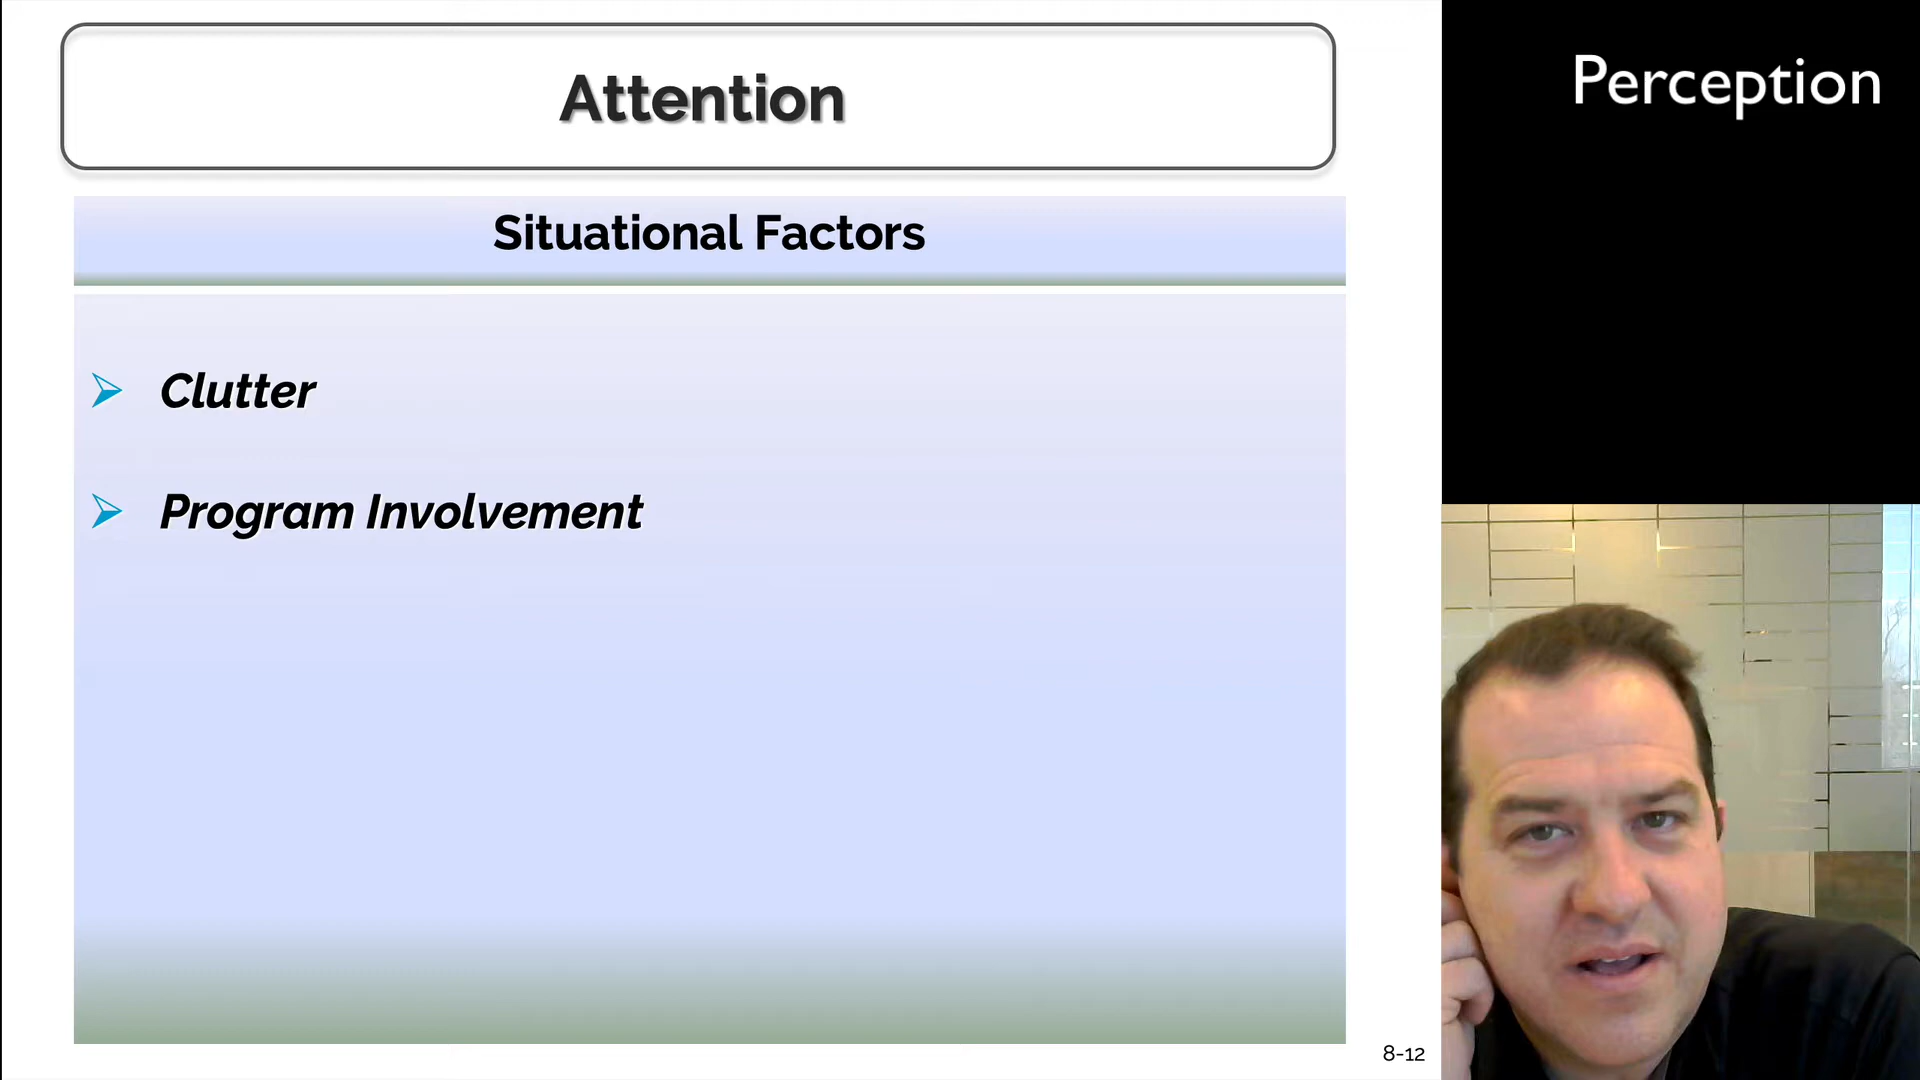 Attention
Perception
Situational Factors
Clutter
Program Involvement
8-12